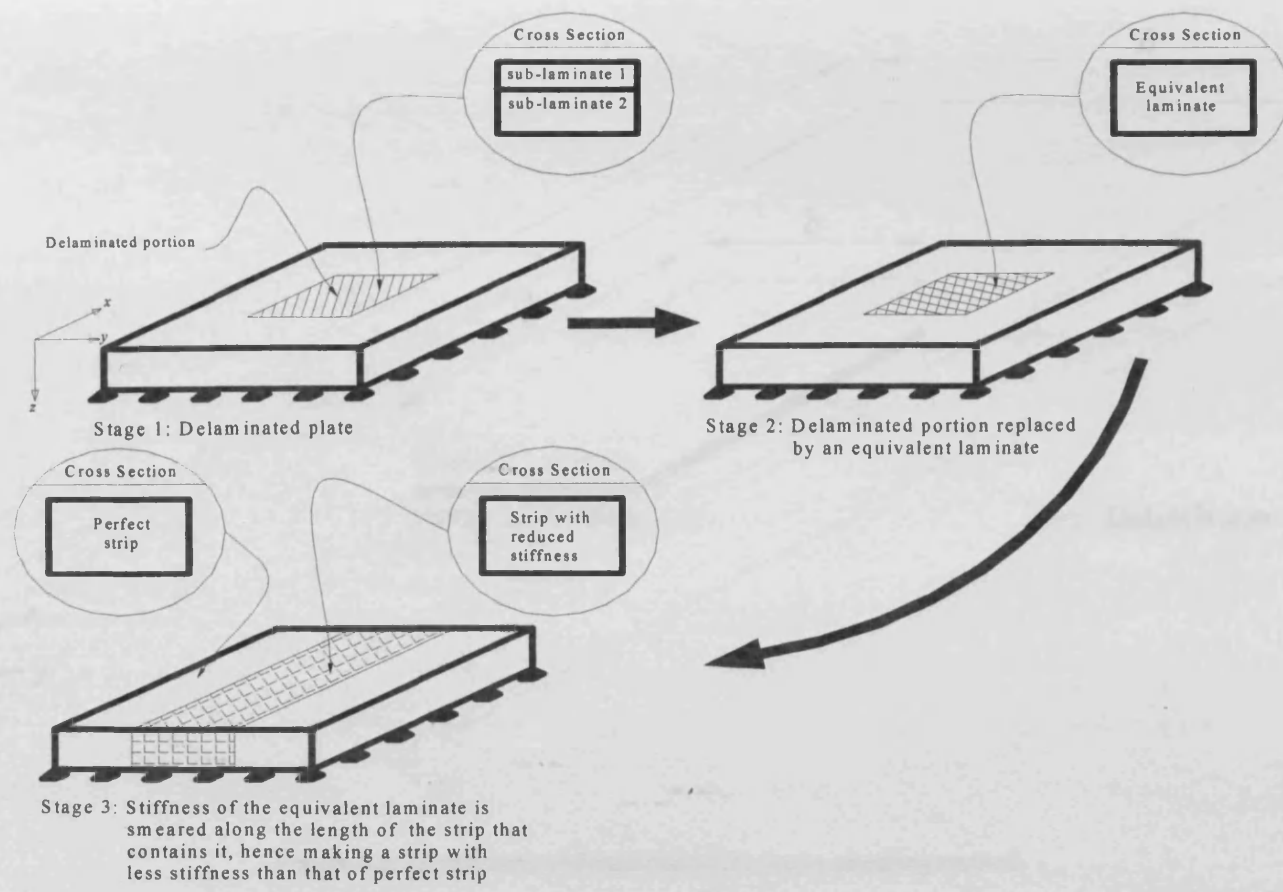 Cross Section
sub-laminate 1
sub-laminate 2
Cross Section
Equivalent
laminate
Delaminated portion
x
y
z
Stage 1: Delaminated plate
Stage 2: Delaminated portion replaced
by an equivalent laminate
Cross Section
Perfect
strip
Cross Section
Strip with
reduced
stiffness
Stage 3: Stiffness of the equivalent laminate is
smeared along the length of the strip that
contains it, hence making a strip with
less stiffness than that of perfect strip